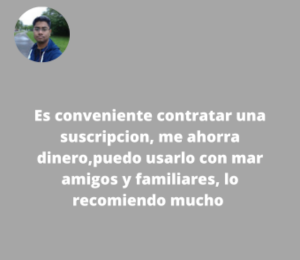 Es conveniente contratar una
suscripcion, me ahorra
dinero,puedo usarlo con mar
amigos y familiares, lo
recomiendo mucho